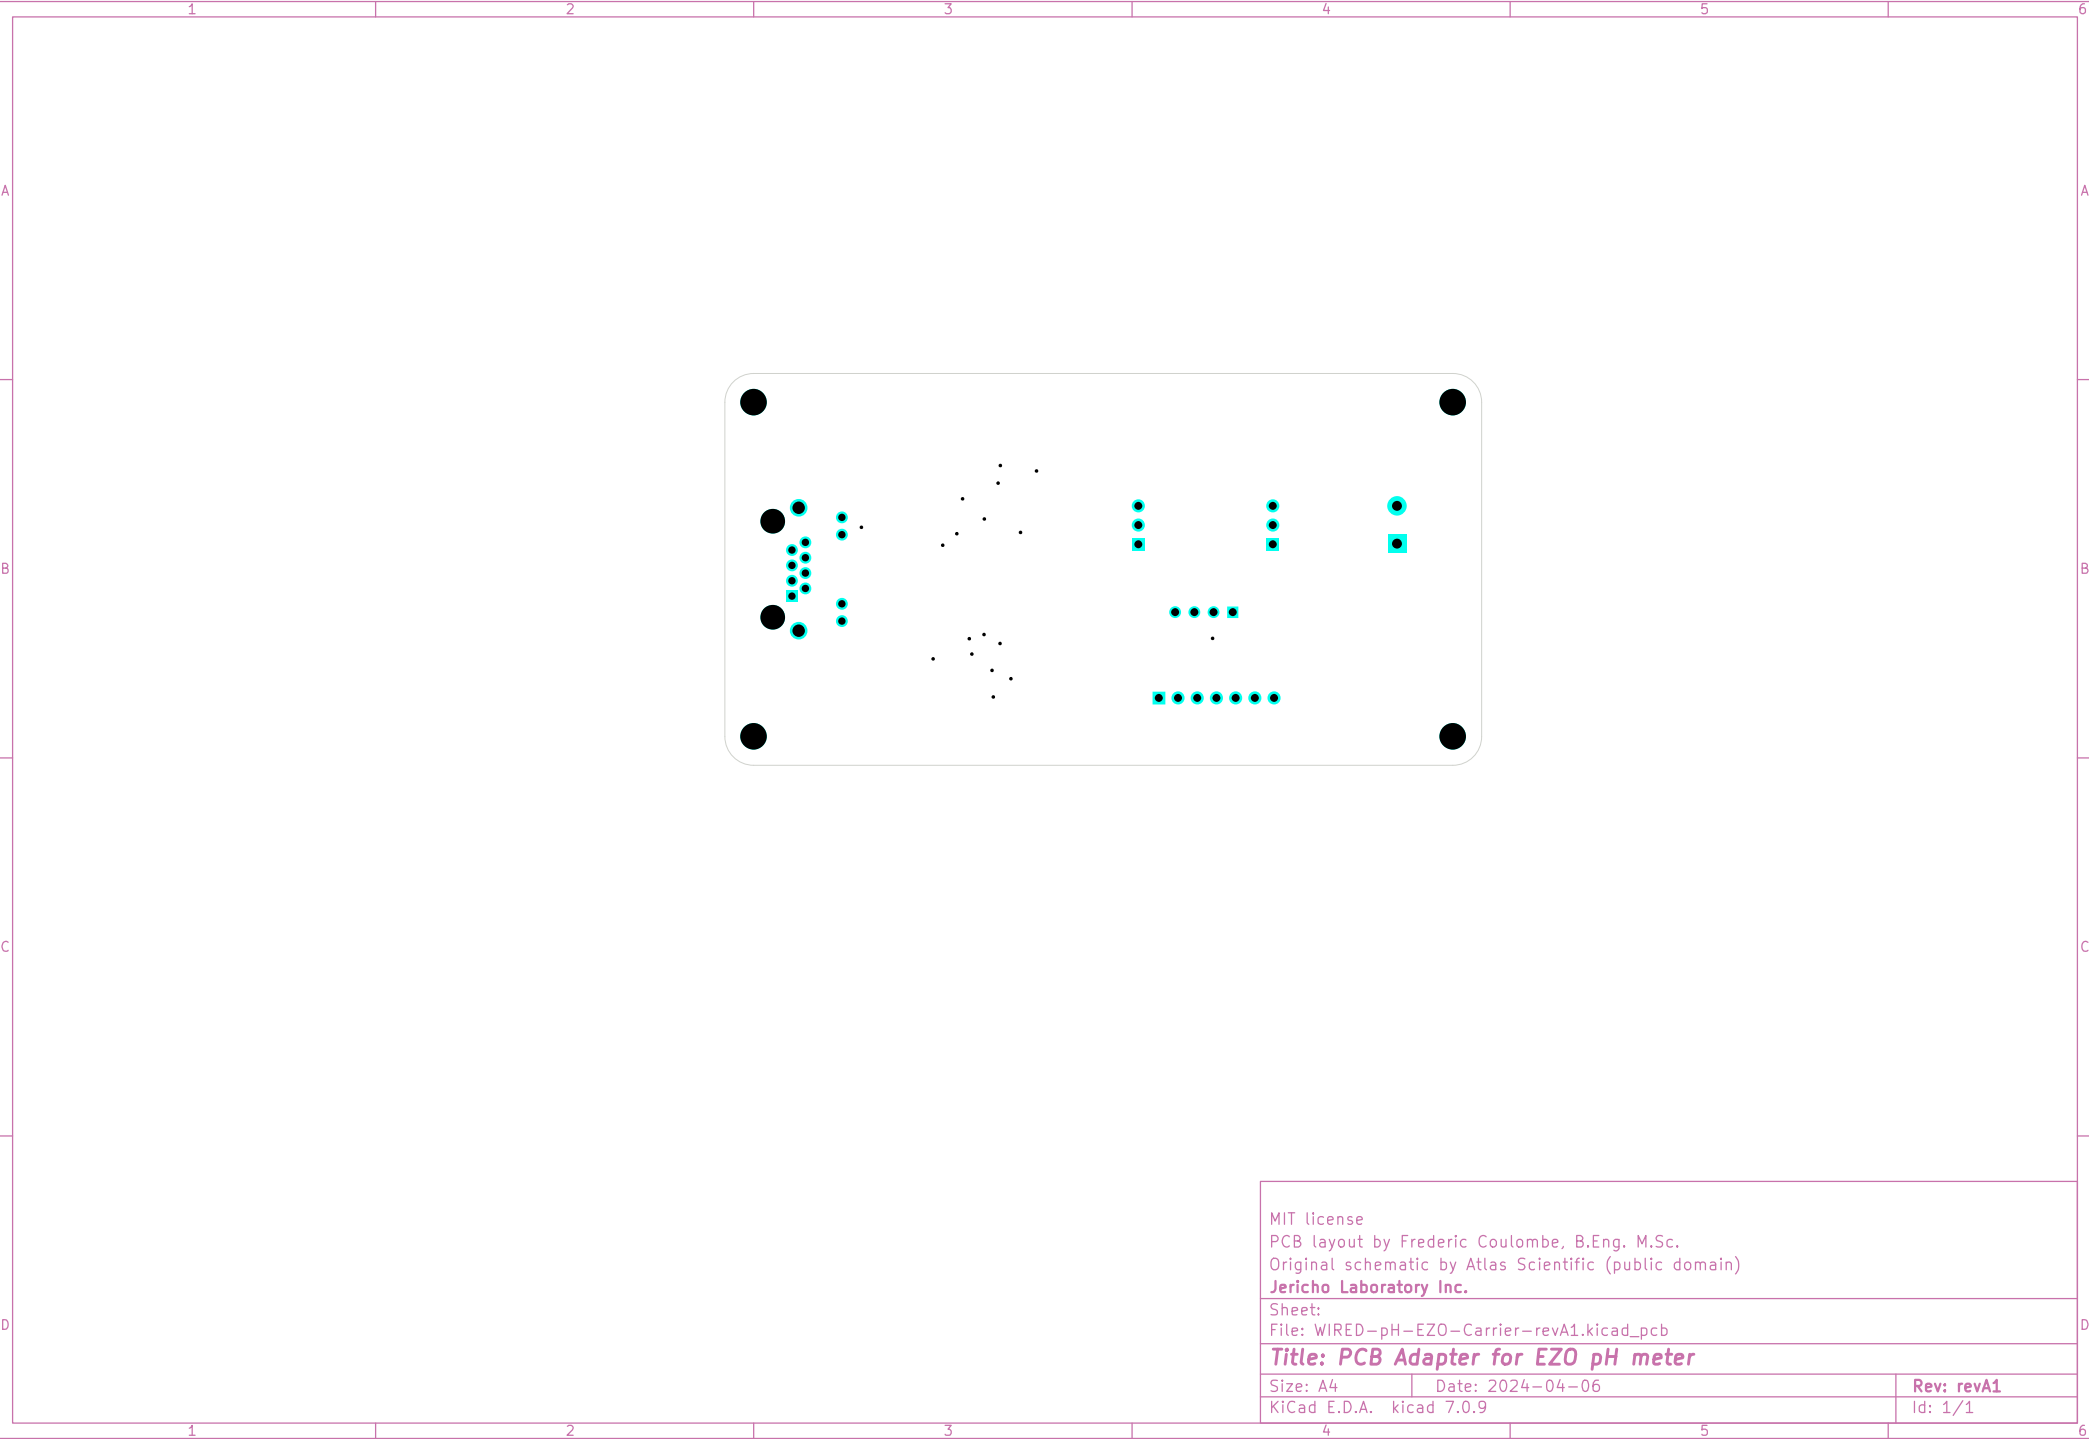 1 2 3 4 5 6
A A
B B
C C
MIT license
PCB layout by Frederic Coulombe, B.Eng. M.Sc.
Original schematic by Atlas Scientific (public domain)
Jericho Laboratory Inc.
Sheet:
D D
File: WIRED-pH-EZO-Carrier-revA1.kicad_pcb
Title: PCB Adapter for EZO pH meter
Size: A4 Date: 2024-04-06 Rev: revA1
KiCad E.D.A. kicad 7.0.9 Id: 1/1
1 2 3 4 5 6